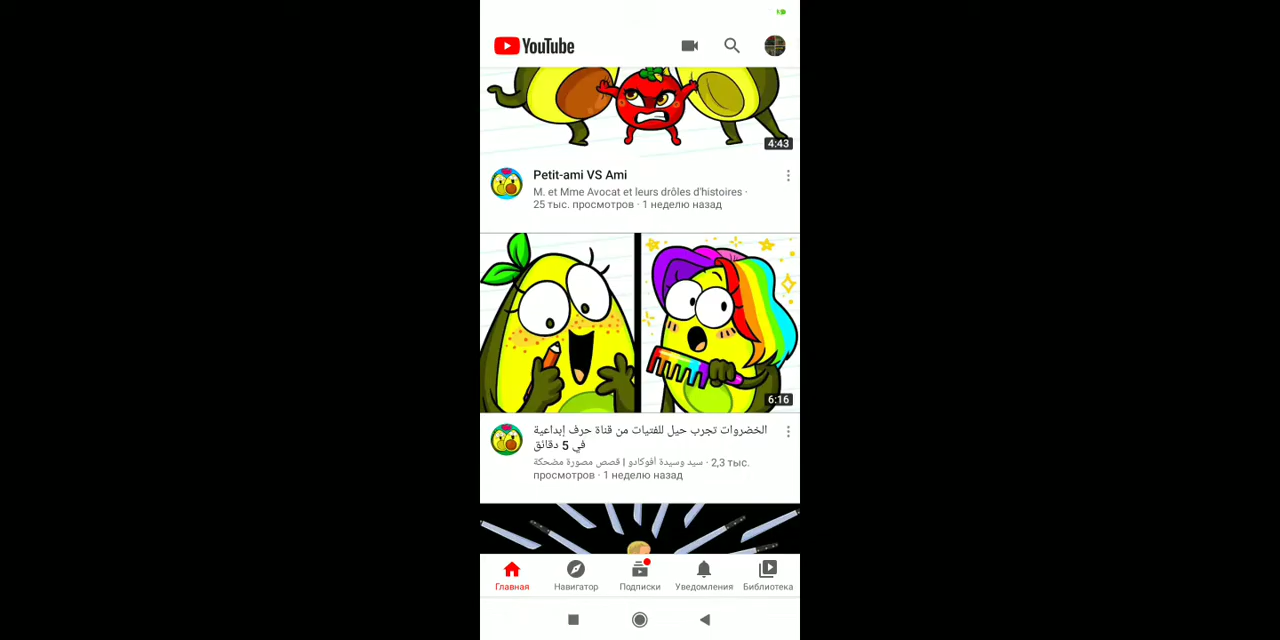 YouTube
4:43
Petit-ami VS Ami
M. et Mme Avocat et leurs drôles d'histoires ·
25 тыс. просмотров · 1 неделю назад
6:16
الخضروات تجرب حيل للفتيات من قناة حرف إبداعية
في 5 دقائق
سيد وسيدة أفوكادو | قصص مصورة مضحكة · 2,3 тыс.
просмотров · 1 неделю назад
Главная Навигатор Подписки Уведомления Библиотека